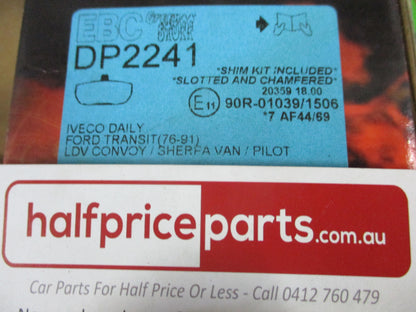 EBC GREEN STUFF
DP2241
*SHIM KIT INCLUDED*
*SLOTTED AND CHAMFERED*
20359 18.00
E11 90R-01039/1506
*7 AF44/69
IVECO DAILY
FORD TRANSIT(76-91)
LDV CONVOY / SHERPA VAN / PILOT
halfpriceparts.com.au
Car Parts For Half Price Or Less - Call 0412 760 479